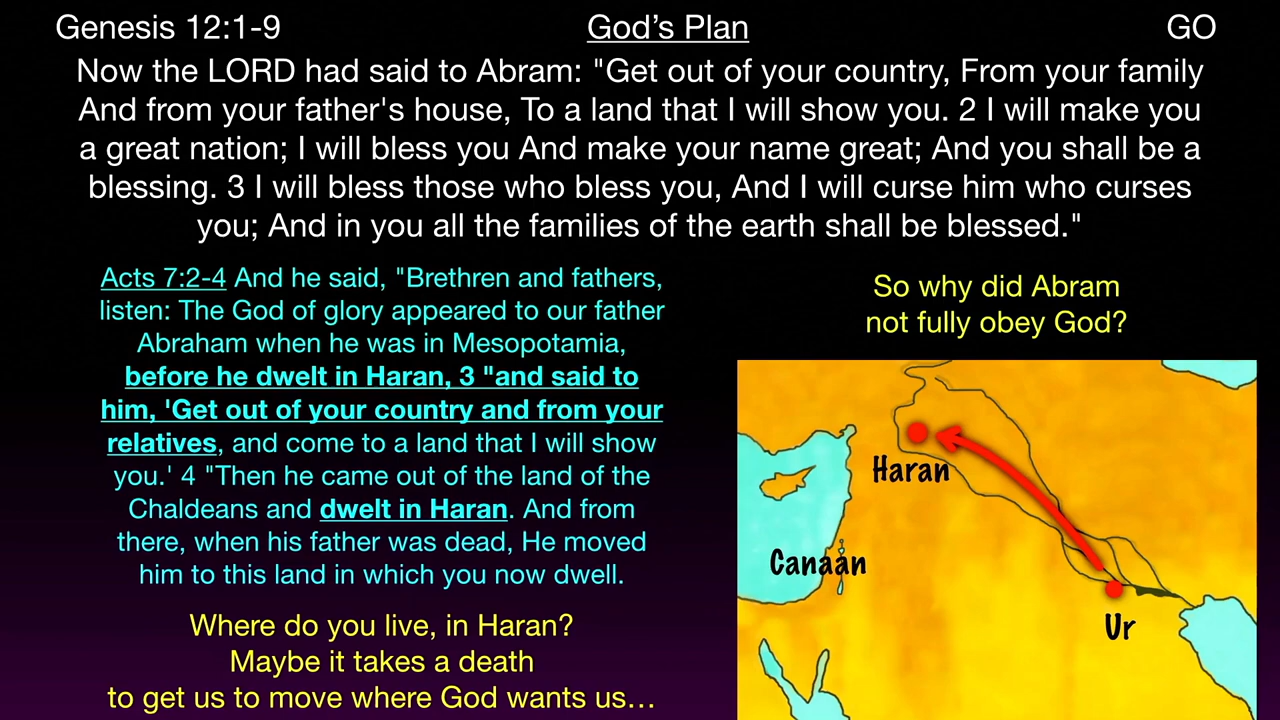 Genesis 12:1-9
God’s Plan
GO
Now the LORD had said to Abram: "Get out of your country, From your family
And from your father's house, To a land that I will show you. 2 I will make you
a great nation; I will bless you And make your name great; And you shall be a
blessing. 3 I will bless those who bless you, And I will curse him who curses
you; And in you all the families of the earth shall be blessed."
Acts 7:2-4 And he said, "Brethren and fathers,
listen: The God of glory appeared to our father
Abraham when he was in Mesopotamia,
before he dwelt in Haran, 3 "and said to
him, 'Get out of your country and from your
relatives, and come to a land that I will show
you.' 4 "Then he came out of the land of the
Chaldeans and dwelt in Haran. And from
there, when his father was dead, He moved
him to this land in which you now dwell.
Where do you live, in Haran?
Maybe it takes a death
to get us to move where God wants us…
So why did Abram
not fully obey God?
Haran
Canaan
Ur